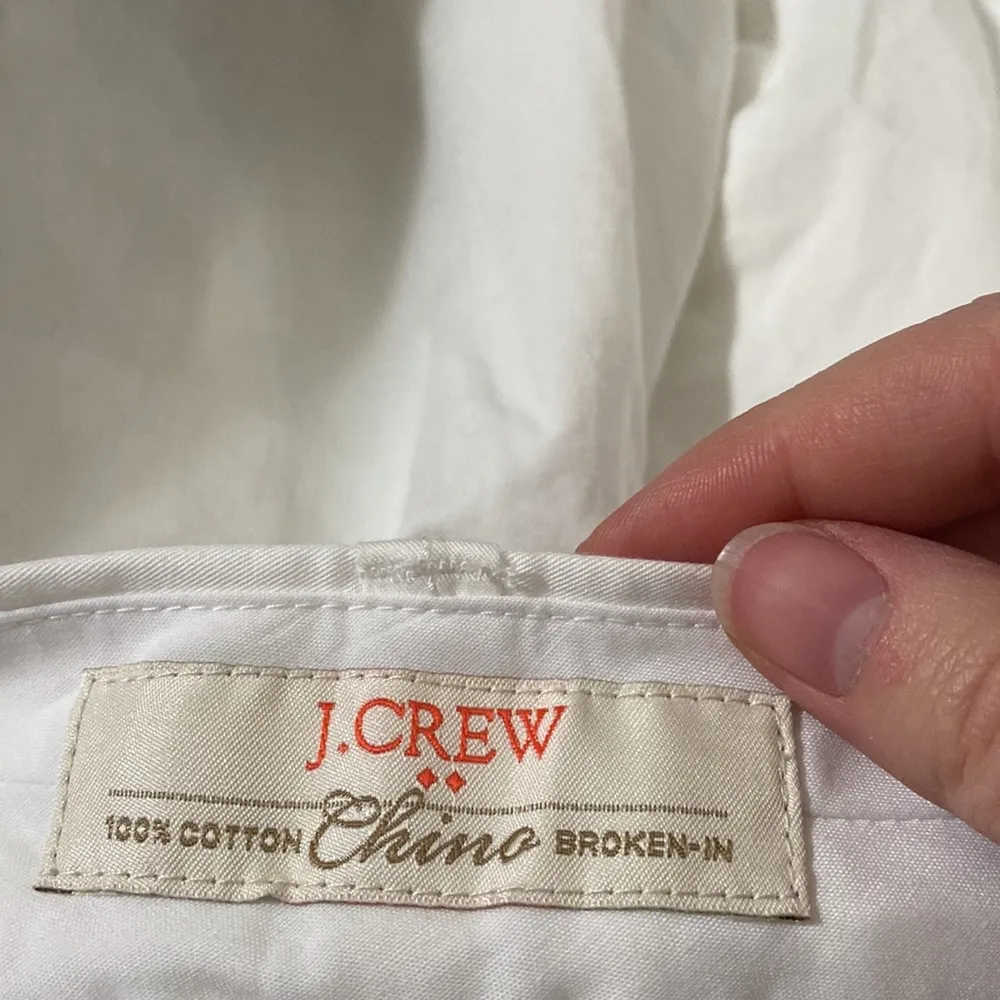 J.CREW
100% COTTON Chino BROKEN-IN